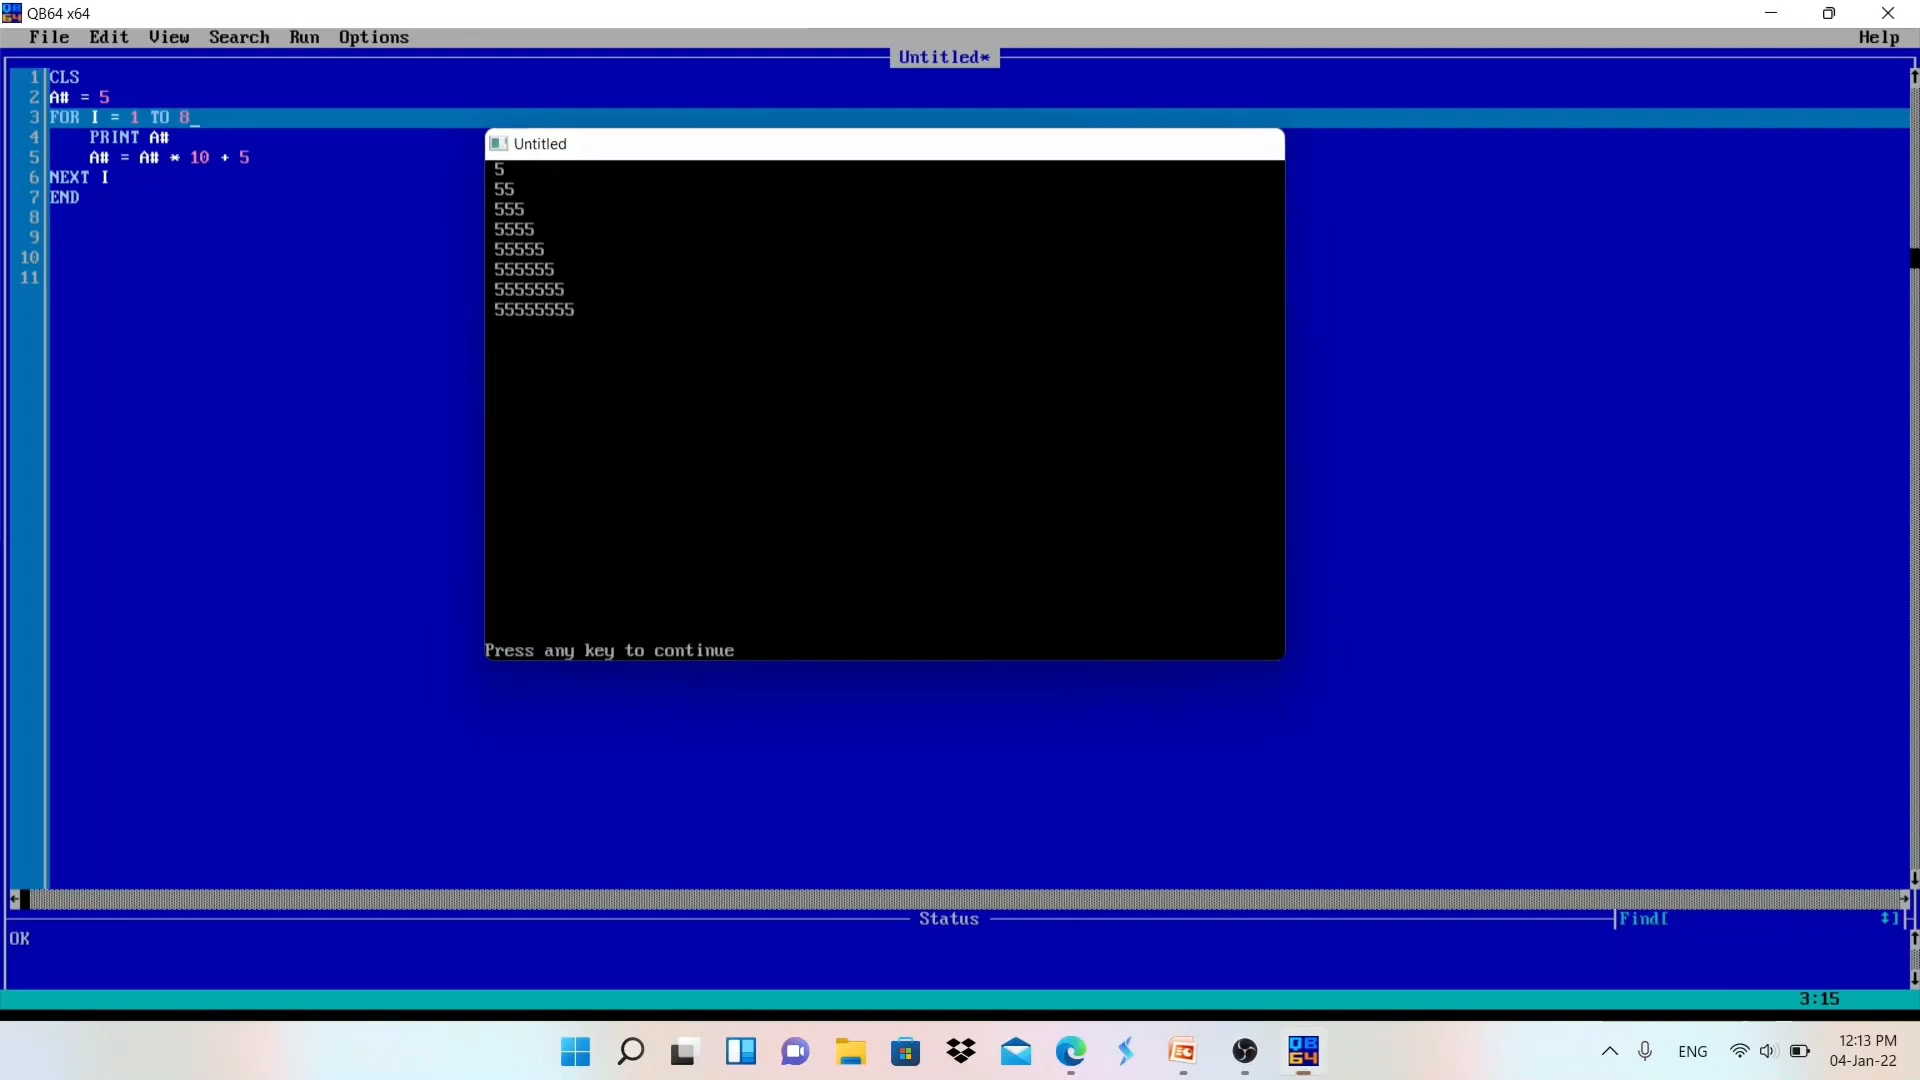 QB64 x64
File Edit View Search Run Options Help
Untitled*
1 CLS
2 A# = 5
3 FOR I = 1 TO 8_
4 PRINT A#
5 A# = A# * 10 + 5
6 NEXT I
7 END
8
9
10
11
Untitled
5
55
555
5555
55555
555555
5555555
55555555
Press any key to continue
Status
Find[ ]
OK
3:15
QB64
ENG
12:13 PM
04-Jan-22